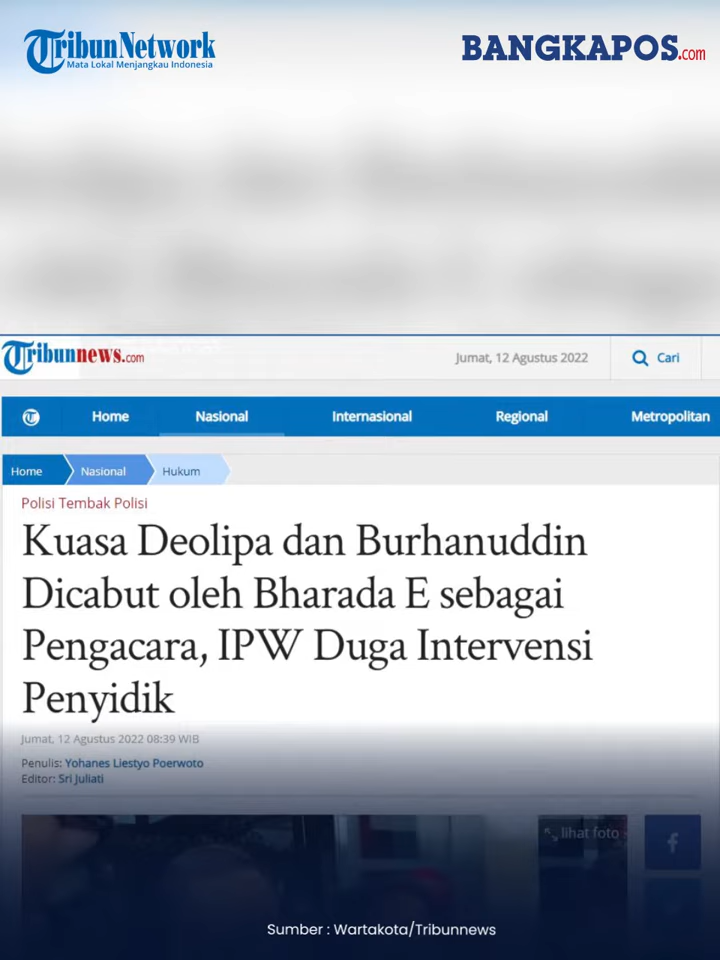 TribunNetwork
Mata Lokal Menjangkau Indonesia
BANGKAPOS.com
Tribunnews.com
Jumat, 12 Agustus 2022
Cari
Home
Nasional
Internasional
Regional
Metropolitan
Home
Nasional
Hukum
Polisi Tembak Polisi
Kuasa Deolipa dan Burhanuddin
Dicabut oleh Bharada E sebagai
Pengacara, IPW Duga Intervensi
Penyidik
Jumat, 12 Agustus 2022 08:39 WIB
Penulis: Yohanes Liestyo Poerwoto
Editor: Sri Juliati
lihat foto
Sumber : Wartakota/Tribunnews